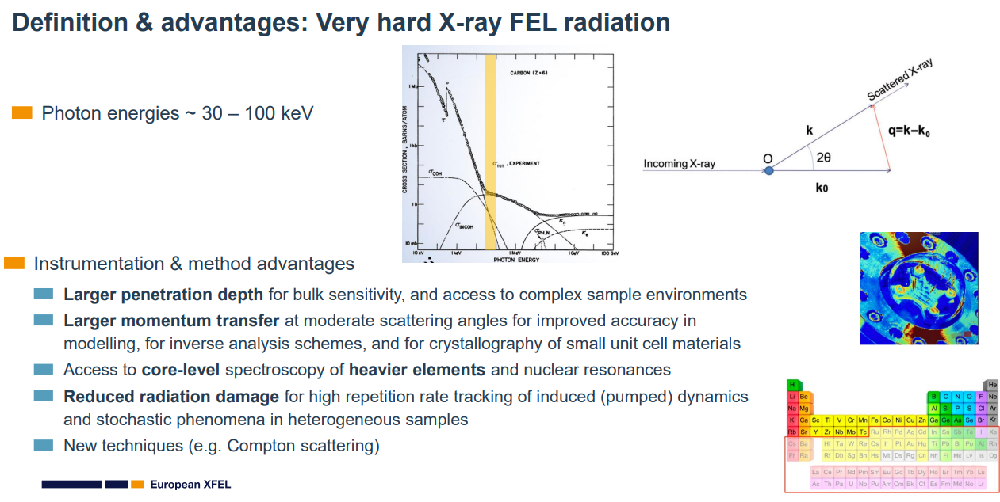 Definition & advantages: Very hard X-ray FEL radiation
Photon energies ~ 30 – 100 keV
CARBON (Z=6)
CROSS SECTION, BARNS/ATOM
1 Mb
1 kb
1 b
10 mb
τ
σTOT, EXPERIMENT
σCOH
σINCOH
σPH.N.
κn
κe
10 eV
1 keV
1 MeV
1 GeV
100 GeV
PHOTON ENERGY
Scattered X-ray
k
q=k−k0
O
2θ
Incoming X-ray
k0
Instrumentation & method advantages
Larger penetration depth for bulk sensitivity, and access to complex sample environments
Larger momentum transfer at moderate scattering angles for improved accuracy in
modelling, for inverse analysis schemes, and for crystallography of small unit cell materials
Access to core-level spectroscopy of heavier elements and nuclear resonances
Reduced radiation damage for high repetition rate tracking of induced (pumped) dynamics
and stochastic phenomena in heterogeneous samples
New techniques (e.g. Compton scattering)
H He
Li Be B C N O F Ne
Na Mg Al Si P S Cl Ar
K Ca Sc Ti V Cr Mn Fe Co Ni Cu Zn Ga Ge As Se Br Kr
Rb Sr Y Zr Nb Mo Tc Ru Rh Pd Ag Cd In Sn Sb Te I Xe
Cs Ba Hf Ta W Re Os Ir Pt Au Hg Tl Pb Bi Po At Rn
Fr Ra Rf Db Sg Bh Hs Mt Ds Rg Cn Nh Fl Mc Lv Ts Og
La Ce Pr Nd Pm Sm Eu Gd Tb Dy Ho Er Tm Yb Lu
Ac Th Pa U Np Pu Am Cm Bk Cf Es Fm Md No Lr
European XFEL